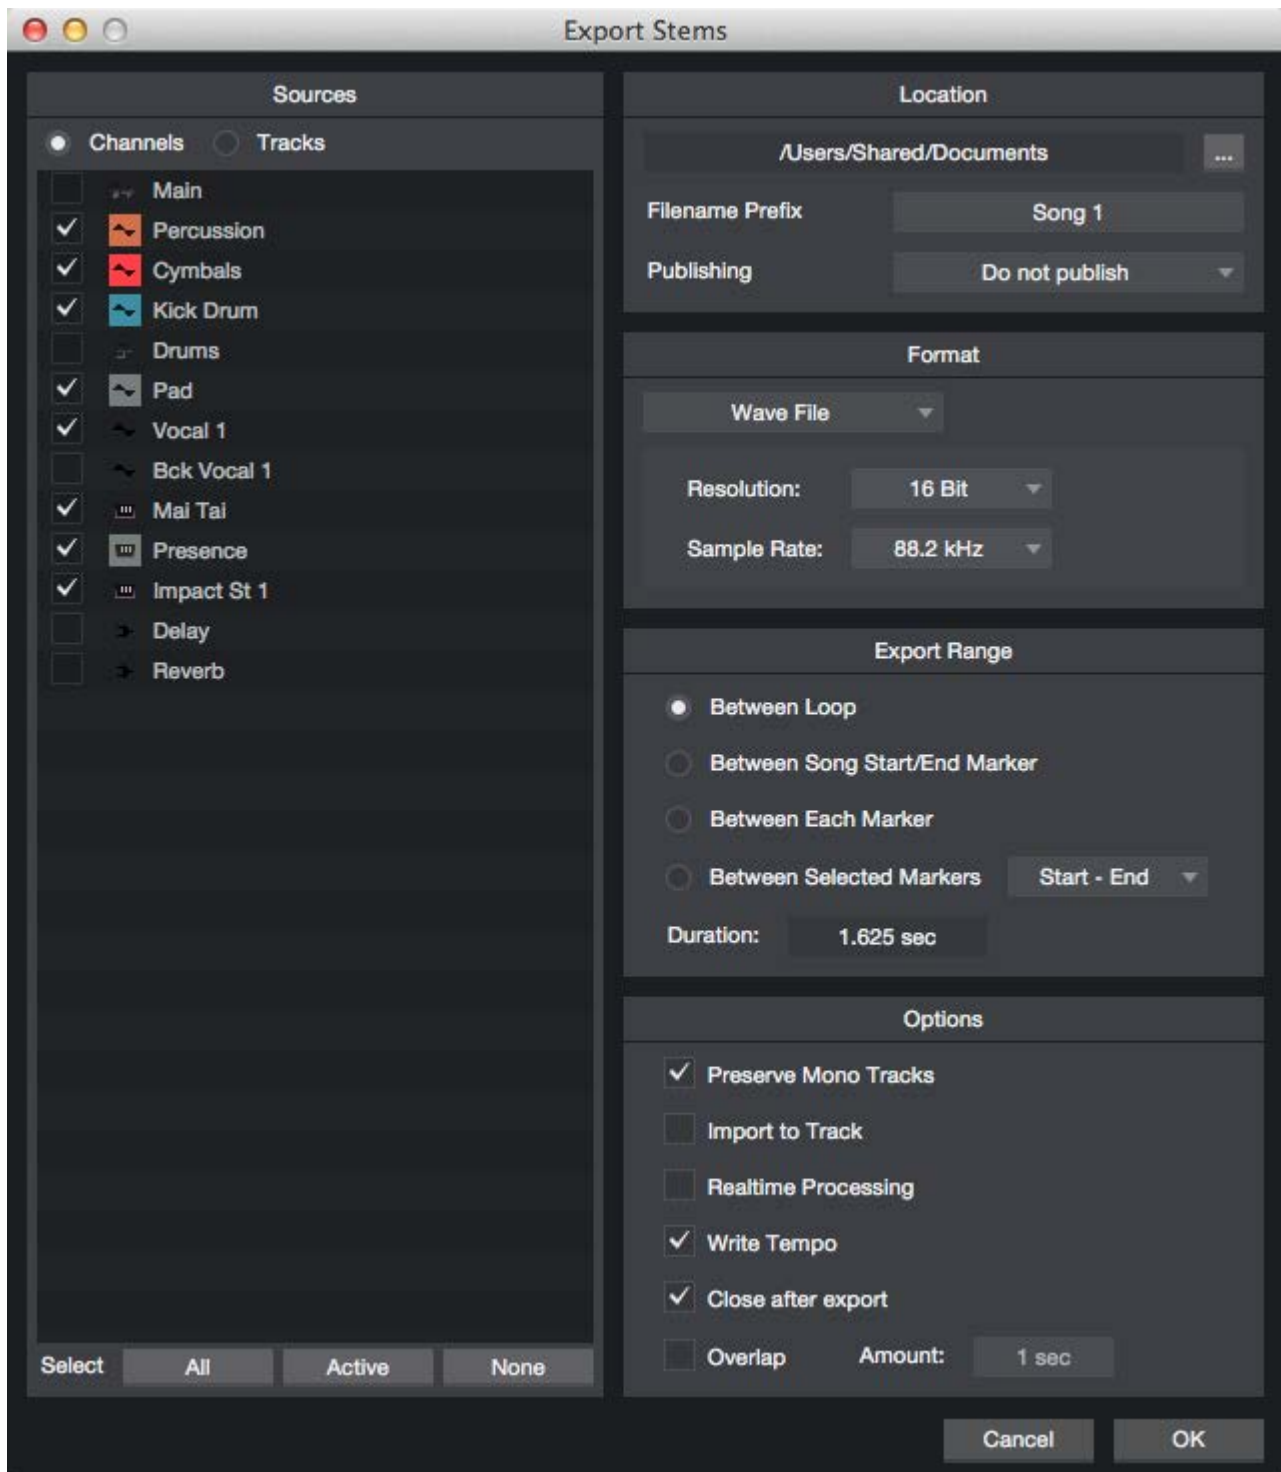 Export Stems
Sources
Channels Tracks
Main
Percussion
Cymbals
Kick Drum
Drums
Pad
Vocal 1
Bck Vocal 1
Mai Tai
Presence
Impact St 1
Delay
Reverb
Select All Active None
Location
/Users/Shared/Documents ...
Filename Prefix Song 1
Publishing Do not publish
Format
Wave File
Resolution: 16 Bit
Sample Rate: 88.2 kHz
Export Range
Between Loop
Between Song Start/End Marker
Between Each Marker
Between Selected Markers Start - End
Duration: 1.625 sec
Options
Preserve Mono Tracks
Import to Track
Realtime Processing
Write Tempo
Close after export
Overlap Amount: 1 sec
Cancel OK